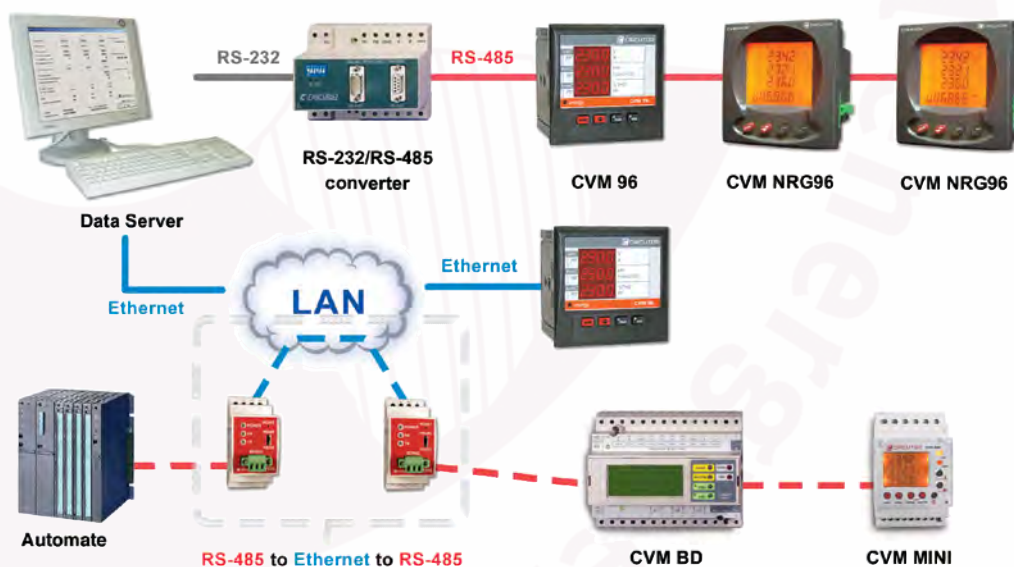 RS-232
RS-485
RS-232/RS-485
converter
CVM 96
CVM NRG96
CVM NRG96
Data Server
Ethernet
LAN
Ethernet
Automate
RS-485 to Ethernet to RS-485
CVM BD
CVM MINI